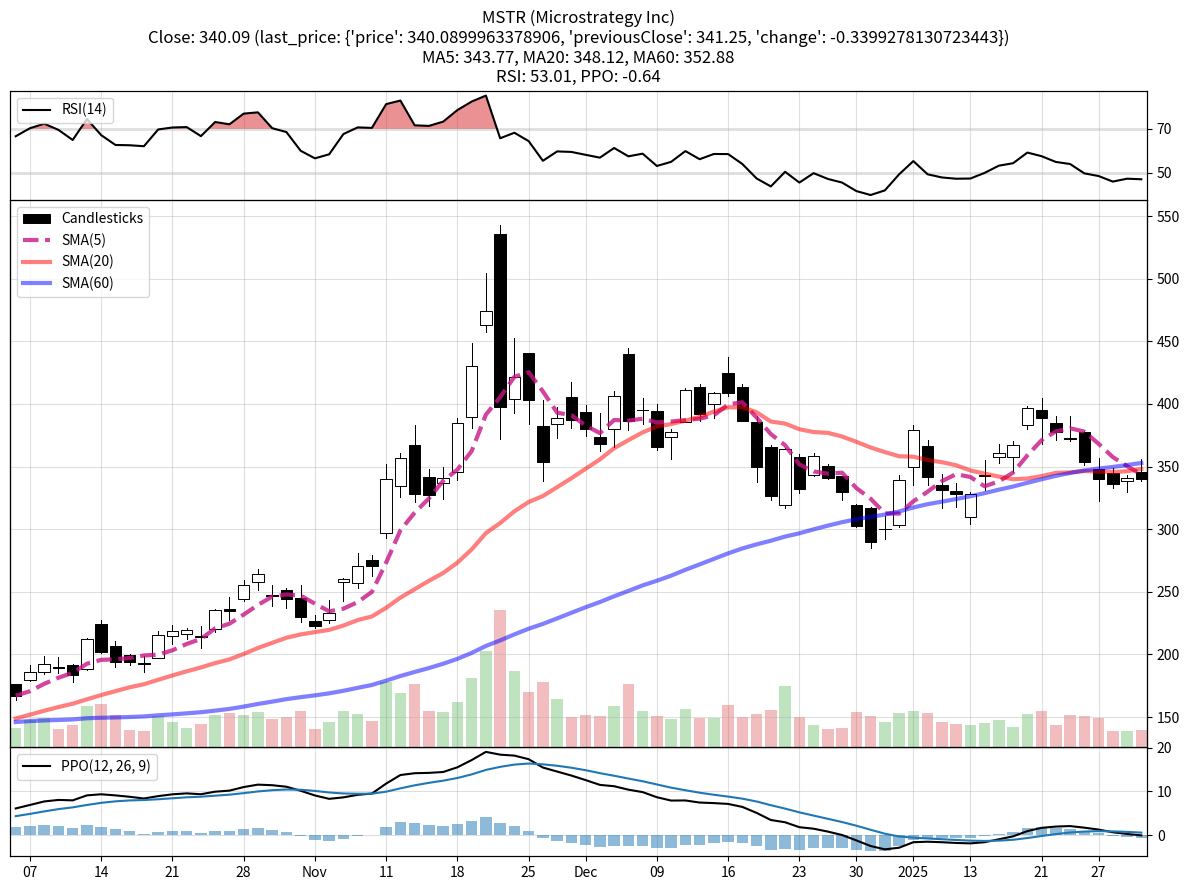 MSTR (Microstrategy Inc)
Close: 340.09 (last_price: {'price': 340.0899963378906, 'previousClose': 341.25, 'change': -0.3399278130723443})
MA5: 343.77, MA20: 348.12, MA60: 352.88
RSI: 53.01, PPO: -0.64
RSI(14)
70
50
Candlesticks
SMA(5)
SMA(20)
SMA(60)
550
500
450
400
350
300
250
200
150
PPO(12, 26, 9)
20
10
0
07 14 21 28 Nov 11 18 25 Dec 09 16 23 30 2025 13 21 27